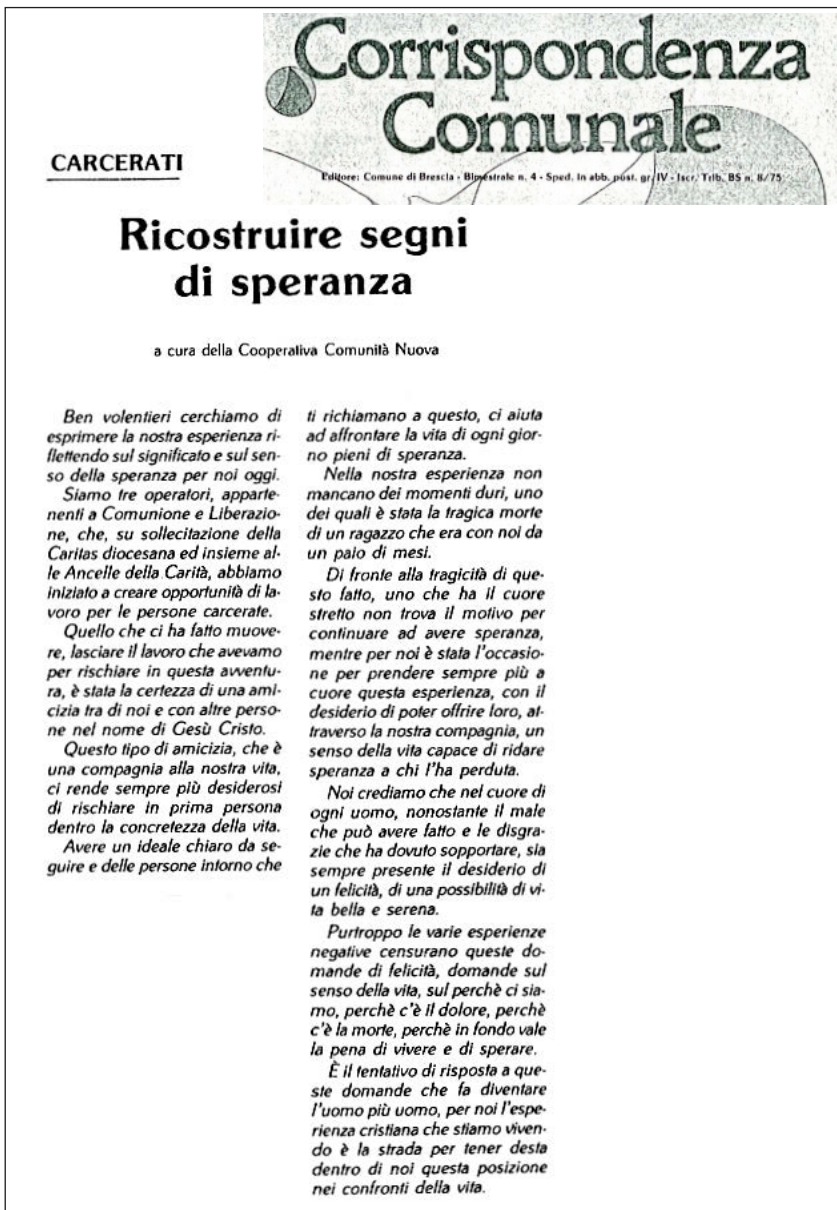 Corrispondenza
Comunale
Editore: Comune di Brescia - Bimestrale n. 4 - Sped. in abb. post. gr. IV - Iscr. Trib. BS n. 8/75
CARCERATI
Ricostruire segni
di speranza
a cura della Cooperativa Comunità Nuova
Ben volentieri cerchiamo di
esprimere la nostra esperienza ri-
flettendo sul significato e sul sen-
so della speranza per noi oggi.
Siamo tre operatori, apparte-
nenti a Comunione e Liberazio-
ne, che, su sollecitazione della
Caritas diocesana ed insieme al-
le Ancelle della Carità, abbiamo
iniziato a creare opportunità di la-
voro per le persone carcerate.
Quello che ci ha fatto muove-
re, lasciare il lavoro che avevamo
per rischiare in questa avventu-
ra, è stata la certezza di una ami-
cizia tra di noi e con altre perso-
ne nel nome di Gesù Cristo.
Questo tipo di amicizia, che è
una compagnia alla nostra vita,
ci rende sempre più desiderosi
di rischiare in prima persona
dentro la concretezza della vita.
Avere un ideale chiaro da se-
guire e delle persone intorno che
ti richiamano a questo, ci aiuta
ad affrontare la vita di ogni gior-
no pieni di speranza.
Nella nostra esperienza non
mancano dei momenti duri, uno
dei quali è stata la tragica morte
di un ragazzo che era con noi da
un paio di mesi.
Di fronte alla tragicità di que-
sto fatto, uno che ha il cuore
stretto non trova il motivo per
continuare ad avere speranza,
mentre per noi è stata l'occasio-
ne per prendere sempre più a
cuore questa esperienza, con il
desiderio di poter offrire loro, at-
traverso la nostra compagnia, un
senso della vita capace di ridare
speranza a chi l'ha perduta.
Noi crediamo che nel cuore di
ogni uomo, nonostante il male
che può avere fatto e le disgra-
zie che ha dovuto sopportare, sia
sempre presente il desiderio di
un felicità, di una possibilità di vi-
ta bella e serena.
Purtroppo le varie esperienze
negative censurano queste do-
mande di felicità, domande sul
senso della vita, sul perchè ci sia-
mo, perchè c'è il dolore, perchè
c'è la morte, perchè in fondo vale
la pena di vivere e di sperare.
È il tentativo di risposta a que-
ste domande che fa diventare
l'uomo più uomo, per noi l'espe-
rienza cristiana che stiamo viven-
do è la strada per tener desta
dentro di noi questa posizione
nei confronti della vita.